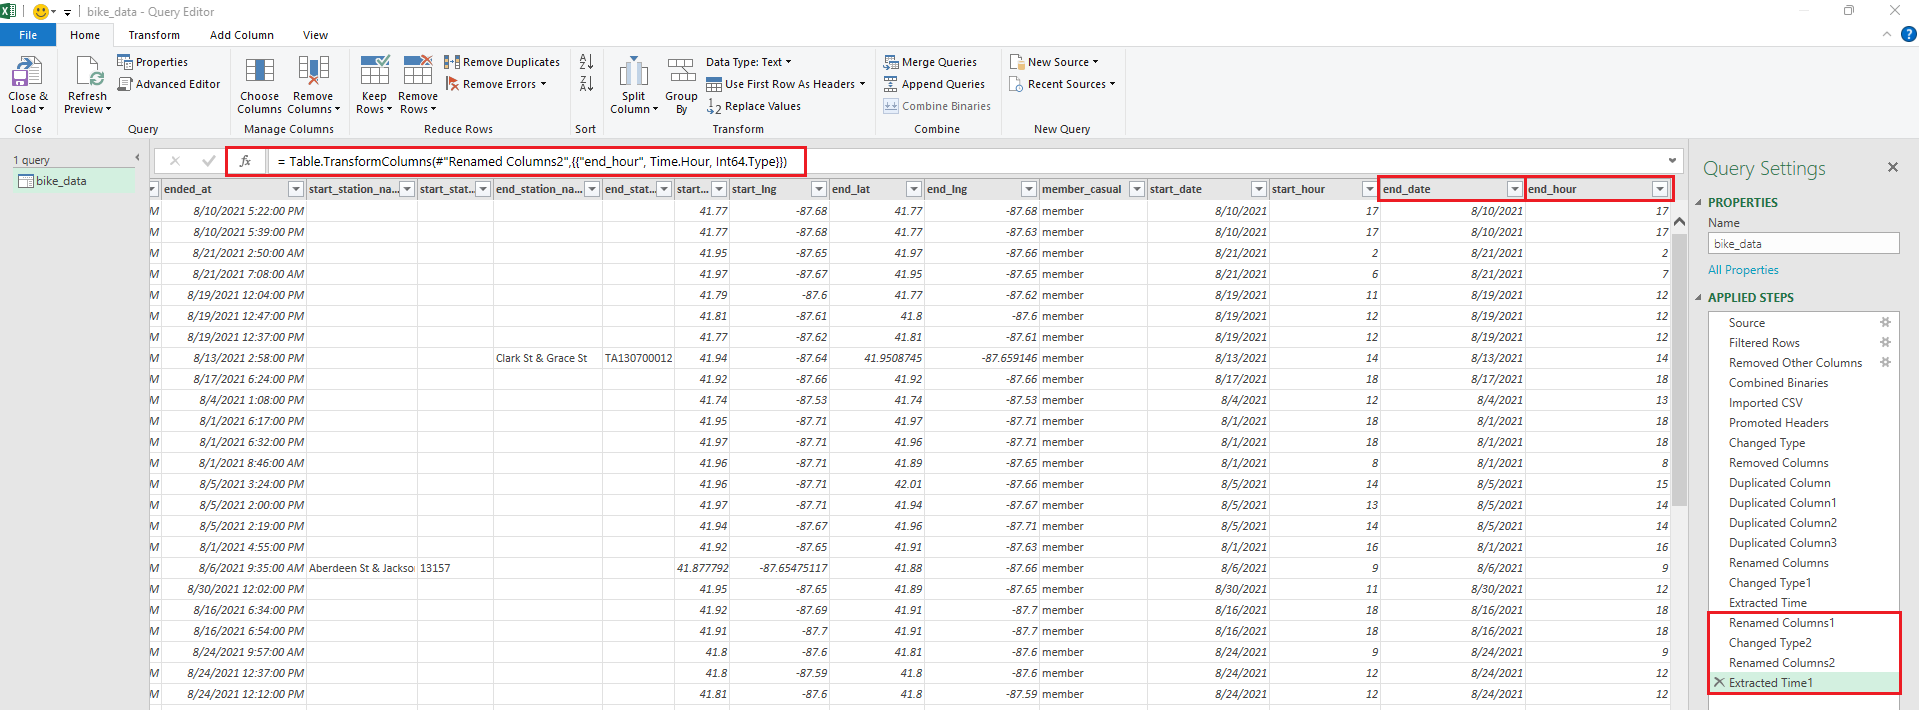 bike_data - Query Editor
File Home Transform Add Column View
Close & Load
Close
Refresh Preview
Properties
Advanced Editor
Query
Choose Columns
Remove Columns
Manage Columns
Keep Rows
Remove Rows
Remove Duplicates
Remove Errors
Reduce Rows
Sort
Split Column
Group By
Data Type: Text
Use First Row As Headers
Replace Values
Transform
Merge Queries
Append Queries
Combine Binaries
Combine
New Source
Recent Sources
New Query
1 query
bike_data
fx = Table.TransformColumns(#"Renamed Columns2",{{"end_hour", Time.Hour, Int64.Type}})
ended_at start_station_na... start_stat... end_station_na... end_stat... start... start_lng end_lat end_lng member_casual start_date start_hour end_date end_hour
M 8/10/2021 5:22:00 PM 41.77 -87.68 41.77 -87.68 member 8/10/2021 17 8/10/2021 17
M 8/10/2021 5:39:00 PM 41.77 -87.68 41.77 -87.63 member 8/10/2021 17 8/10/2021 17
M 8/21/2021 2:50:00 AM 41.95 -87.65 41.97 -87.66 member 8/21/2021 2 8/21/2021 2
M 8/21/2021 7:08:00 AM 41.97 -87.67 41.95 -87.65 member 8/21/2021 6 8/21/2021 7
M 8/19/2021 12:04:00 PM 41.79 -87.6 41.77 -87.62 member 8/19/2021 11 8/19/2021 12
M 8/19/2021 12:47:00 PM 41.81 -87.61 41.8 -87.6 member 8/19/2021 12 8/19/2021 12
M 8/19/2021 12:37:00 PM 41.77 -87.62 41.81 -87.61 member 8/19/2021 12 8/19/2021 12
M 8/13/2021 2:58:00 PM Clark St & Grace St TA130700012 41.94 -87.64 41.9508745 -87.659146 member 8/13/2021 14 8/13/2021 14
M 8/17/2021 6:24:00 PM 41.92 -87.66 41.92 -87.66 member 8/17/2021 18 8/17/2021 18
M 8/4/2021 1:08:00 PM 41.74 -87.53 41.74 -87.53 member 8/4/2021 12 8/4/2021 13
M 8/1/2021 6:17:00 PM 41.95 -87.71 41.97 -87.71 member 8/1/2021 18 8/1/2021 18
M 8/1/2021 6:32:00 PM 41.97 -87.71 41.96 -87.71 member 8/1/2021 18 8/1/2021 18
M 8/1/2021 8:46:00 AM 41.96 -87.71 41.89 -87.65 member 8/1/2021 8 8/1/2021 8
M 8/5/2021 3:24:00 PM 41.96 -87.71 42.01 -87.66 member 8/5/2021 14 8/5/2021 15
M 8/5/2021 2:00:00 PM 41.97 -87.71 41.94 -87.67 member 8/5/2021 13 8/5/2021 14
M 8/5/2021 2:19:00 PM 41.94 -87.67 41.96 -87.71 member 8/5/2021 14 8/5/2021 14
M 8/1/2021 4:55:00 PM 41.92 -87.65 41.91 -87.63 member 8/1/2021 16 8/1/2021 16
M 8/6/2021 9:35:00 AM Aberdeen St & Jackson 13157 41.877792 -87.65475117 41.88 -87.66 member 8/6/2021 9 8/6/2021 9
M 8/30/2021 12:02:00 PM 41.95 -87.65 41.89 -87.65 member 8/30/2021 11 8/30/2021 12
M 8/16/2021 6:34:00 PM 41.92 -87.69 41.91 -87.7 member 8/16/2021 18 8/16/2021 18
M 8/16/2021 6:54:00 PM 41.91 -87.7 41.91 -87.7 member 8/16/2021 18 8/16/2021 18
M 8/24/2021 9:57:00 AM 41.8 -87.6 41.81 -87.6 member 8/24/2021 9 8/24/2021 9
M 8/24/2021 12:37:00 PM 41.8 -87.59 41.8 -87.6 member 8/24/2021 12 8/24/2021 12
M 8/24/2021 12:12:00 PM 41.81 -87.6 41.8 -87.59 member 8/24/2021 12 8/24/2021 12
Query Settings
PROPERTIES
Name
bike_data
All Properties
APPLIED STEPS
Source
Filtered Rows
Removed Other Columns
Combined Binaries
Imported CSV
Promoted Headers
Changed Type
Removed Columns
Duplicated Column
Duplicated Column1
Duplicated Column2
Duplicated Column3
Renamed Columns
Changed Type1
Extracted Time
Renamed Columns1
Changed Type2
Renamed Columns2
Extracted Time1